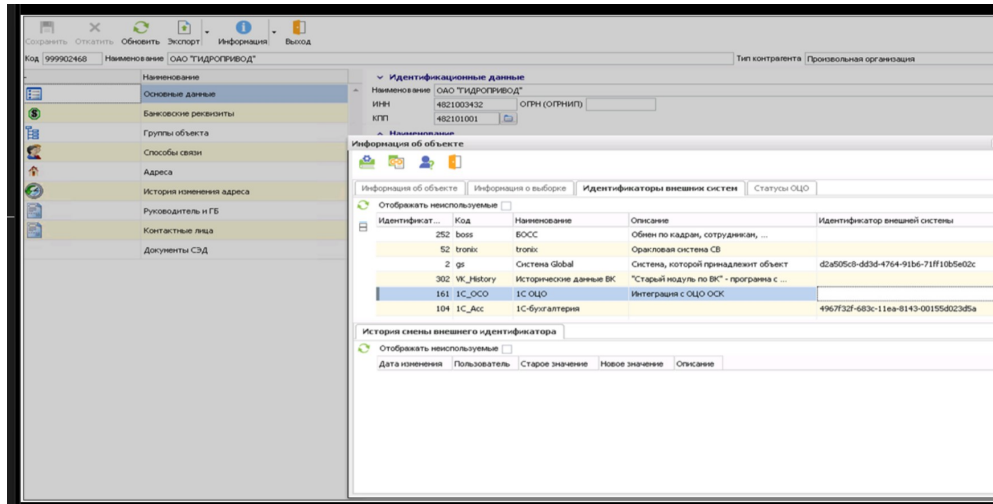 Сохранить Откатить Обновить Экспорт Информация Выход
Код 999902468 Наименование ОАО "ГИДРОПРИВОД" Тип контрагента Произвольная организация
Наименование
Основные данные
Банковские реквизиты
Группы объекта
Способы связи
Адреса
История изменения адреса
Руководитель и ГБ
Контактные лица
Документы СЭД
Идентификационные данные
Наименование ОАО "ГИДРОПРИВОД"
ИНН 4821003432 ОГРН (ОГРНИП)
КПП 482101001
Наименование
Информация об объекте
Информация об объекте Информация о выборке Идентификаторы внешних систем Статусы ОЦО
Отображать неиспользуемые
Идентификат... Код Наименование Описание Идентификатор внешней системы
252 boss БОСС Обмен по кадрам, сотрудникам, ...
52 tronix tronix Оракловая система СВ
2 gs Система Global Система, которой принадлежит объект d2a505c8-dd3d-4764-91b6-71ff10b5e02c
302 VK_History Исторические данные ВК "Старый модуль по ВК" - программа с ...
161 1C_OCO 1С ОЦО Интеграция с ОЦО ОСК
104 1C_Acc 1С-бухгалтерия 4967f32f-683c-11ea-8143-00155d023d5a
История смены внешнего идентификатора
Отображать неиспользуемые
Дата изменения Пользователь Старое значение Новое значение Описание